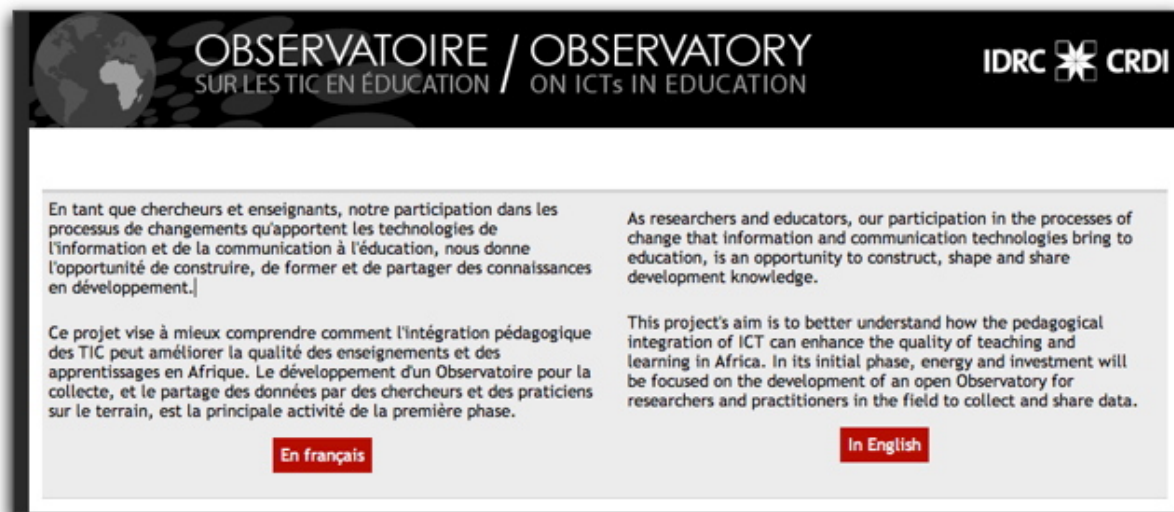 OBSERVATOIRE / OBSERVATORY
SUR LES TIC EN ÉDUCATION ON ICTs IN EDUCATION
IDRC CRDI
En tant que chercheurs et enseignants, notre participation dans les
processus de changements qu'apportent les technologies de
l'information et de la communication à l'éducation, nous donne
l'opportunité de construire, de former et de partager des connaissances
en développement.
Ce projet vise à mieux comprendre comment l'intégration pédagogique
des TIC peut améliorer la qualité des enseignements et des
apprentissages en Afrique. Le développement d'un Observatoire pour la
collecte, et le partage des données par des chercheurs et des praticiens
sur le terrain, est la principale activité de la première phase.
En français
As researchers and educators, our participation in the processes of
change that information and communication technologies bring to
education, is an opportunity to construct, shape and share
development knowledge.
This project's aim is to better understand how the pedagogical
integration of ICT can enhance the quality of teaching and
learning in Africa. In its initial phase, energy and investment will
be focused on the development of an open Observatory for
researchers and practitioners in the field to collect and share data.
In English